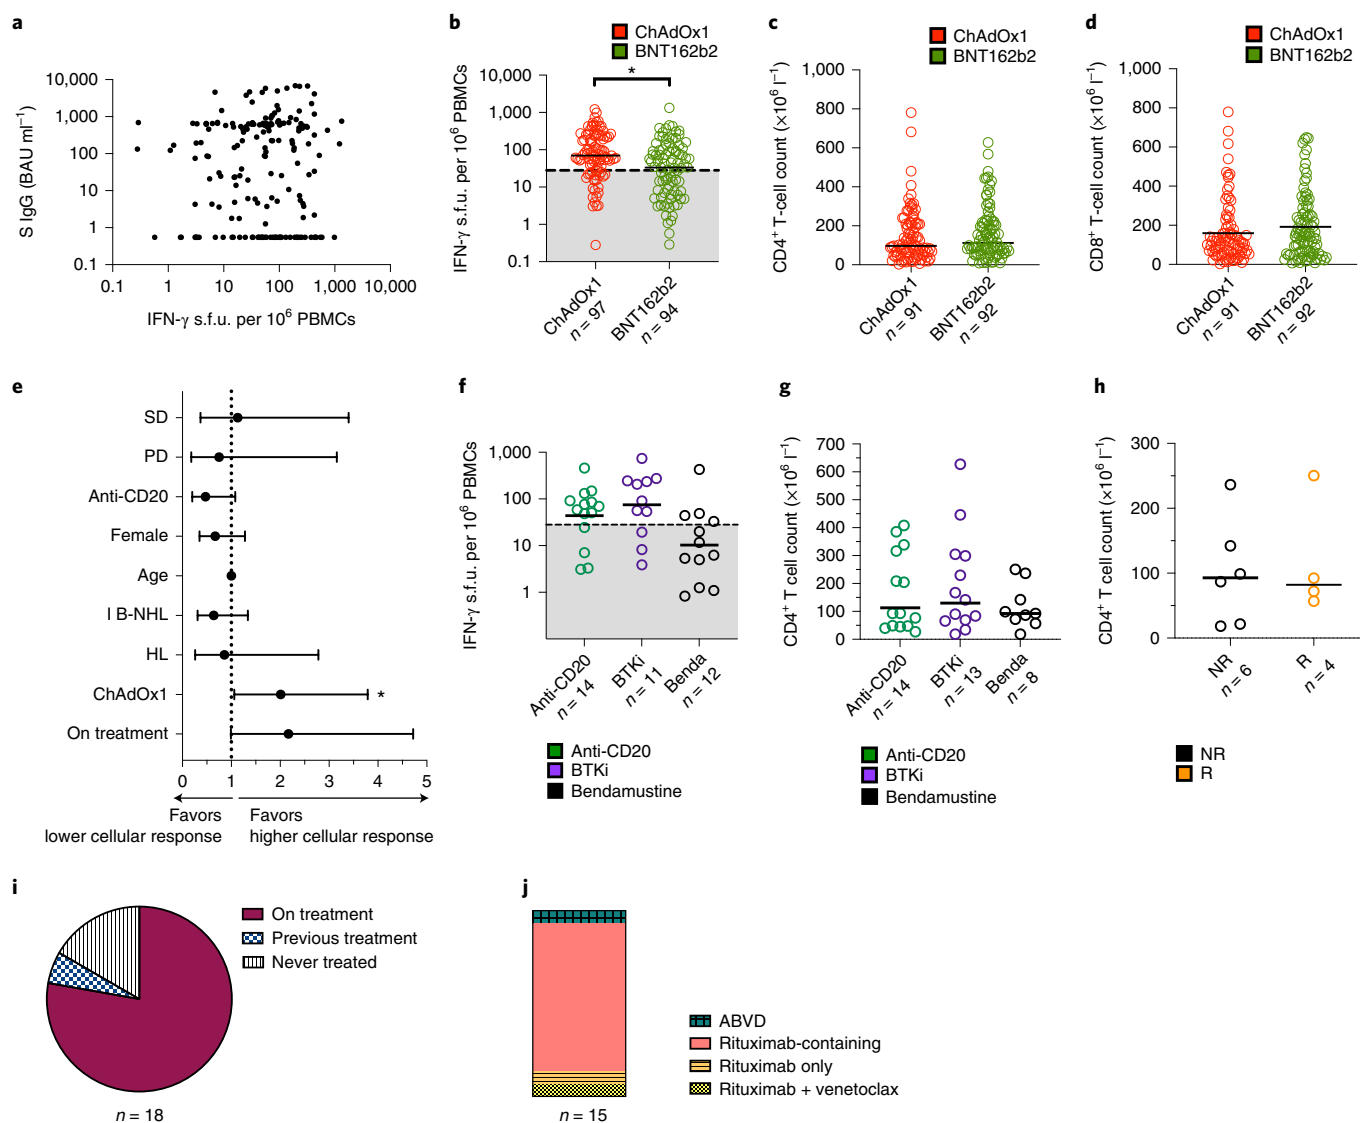 a
S IgG (BAU ml⁻¹)
10,000
1,000
100
10
1
0.1
0.1 1 10 100 1,000 10,000
IFN-γ s.f.u. per 10⁶ PBMCs
b
ChAdOx1
BNT162b2
IFN-γ s.f.u. per 10⁶ PBMCs
10,000
1,000
100
10
1
0.1
*
ChAdOx1
n = 97
BNT162b2
n = 94
c
ChAdOx1
BNT162b2
CD4⁺ T-cell count (×10⁶ l⁻¹)
1,000
800
600
400
200
0
ChAdOx1
n = 91
BNT162b2
n = 92
d
ChAdOx1
BNT162b2
CD8⁺ T-cell count (×10⁶ l⁻¹)
1,000
800
600
400
200
0
ChAdOx1
n = 91
BNT162b2
n = 92
e
SD
PD
Anti-CD20
Female
Age
I B-NHL
HL
ChAdOx1
*
On treatment
0 1 2 3 4 5
Favors
lower cellular response
Favors
higher cellular response
f
IFN-γ s.f.u. per 10⁶ PBMCs
1,000
100
10
1
Anti-CD20
n = 14
BTKi
n = 11
Benda
n = 12
Anti-CD20
BTKi
Bendamustine
g
CD4⁺ T cell count (×10⁶ l⁻¹)
700
600
500
400
300
200
100
0
Anti-CD20
n = 14
BTKi
n = 13
Benda
n = 8
Anti-CD20
BTKi
Bendamustine
h
CD4⁺ T cell count (×10⁶ l⁻¹)
300
200
100
0
NR
n = 6
R
n = 4
NR
R
i
On treatment
Previous treatment
Never treated
n = 18
j
ABVD
Rituximab-containing
Rituximab only
Rituximab + venetoclax
n = 15